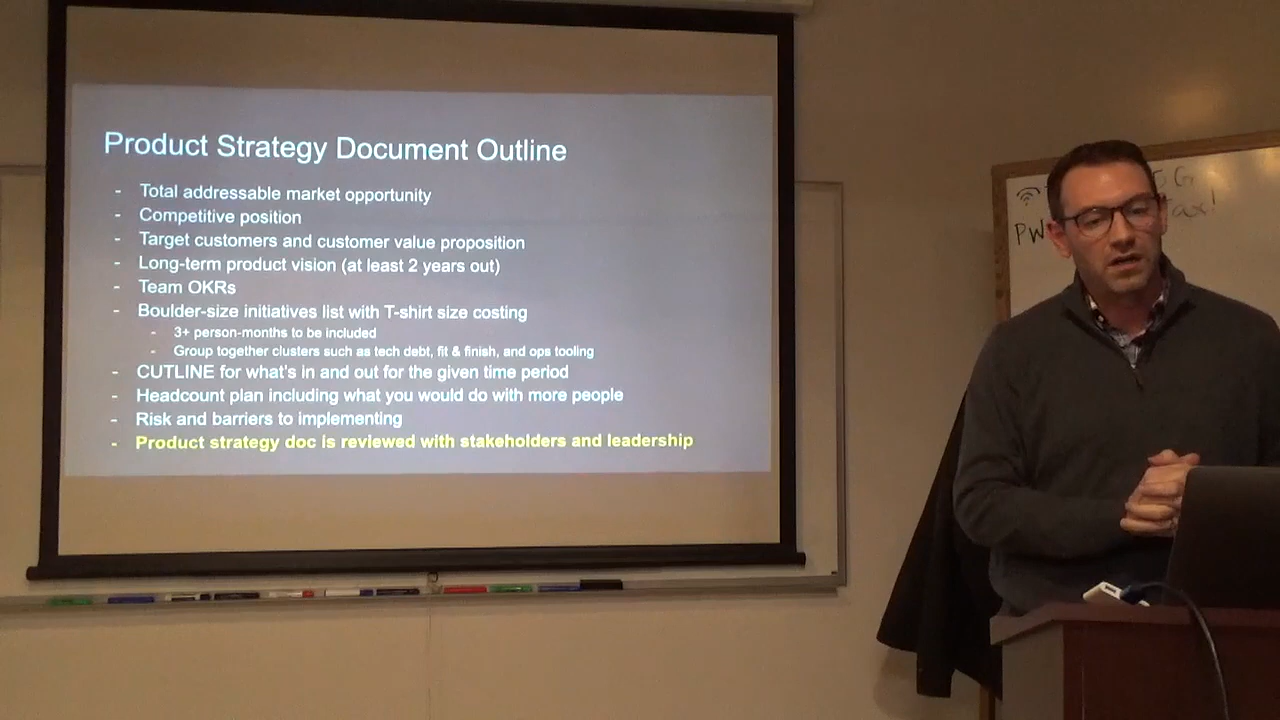 Product Strategy Document Outline
- Total addressable market opportunity
- Competitive position
- Target customers and customer value proposition
- Long-term product vision (at least 2 years out)
- Team OKRs
- Boulder-size initiatives list with T-shirt size costing
- 3+ person-months to be included
- Group together clusters such as tech debt, fit & finish, and ops tooling
- CUTLINE for what's in and out for the given time period
- Headcount plan including what you would do with more people
- Risk and barriers to implementing
- Product strategy doc is reviewed with stakeholders and leadership
5G
PW